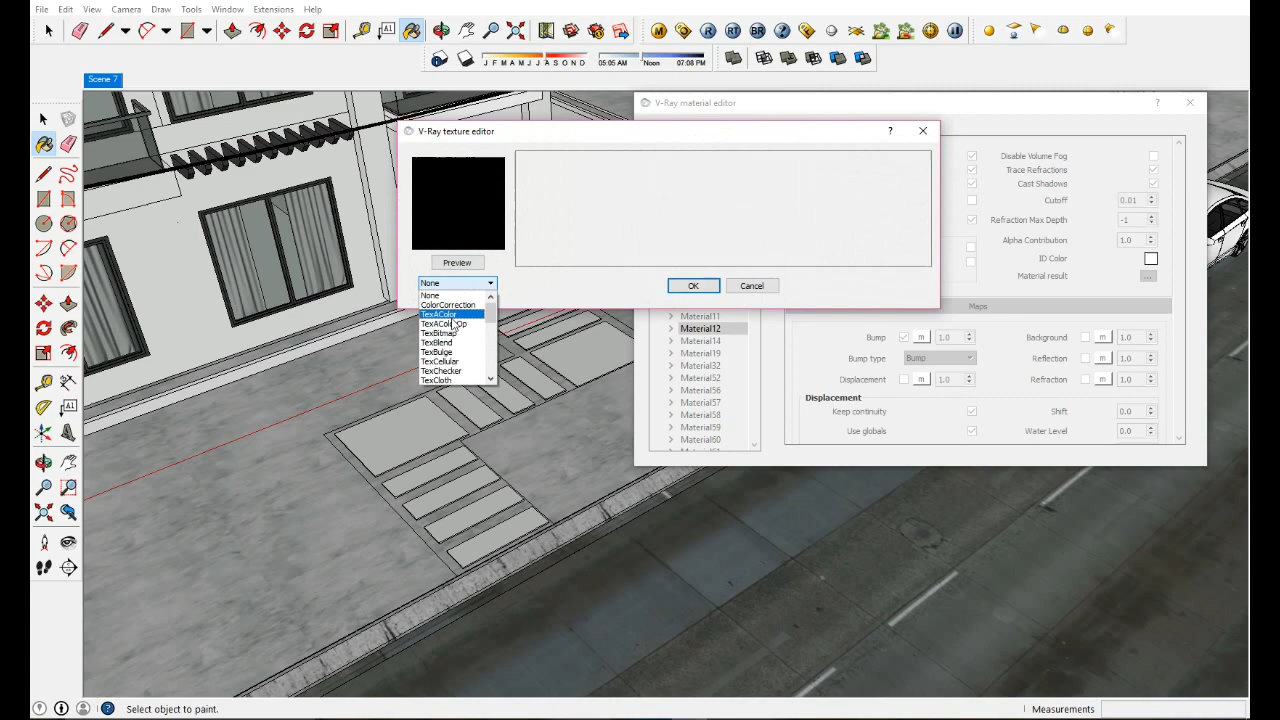 File Edit View Camera Draw Tools Window Extensions Help
J F M A M J J A S O N D 05:05 AM Noon 07:08 PM
Scene 7
V-Ray material editor ?
V-Ray texture editor ?
Disable Volume Fog
Trace Refractions
Cast Shadows
Cutoff 0.01
Refraction Max Depth -1
Alpha Contribution 1.0
ID Color
Material result ...
Preview
None
OK Cancel
None
ColorCorrection
TexAColor
TexBitmap
TexBlend
TexBulge
TexCellular
TexChecker
TexCloth
Material11
Material12
Material14
Material19
Material32
Material56
Material57
Material58
Material59
Material60
Maps
Bump m 1.0 Background m 1.0
Bump type Bump Reflection m 1.0
Displacement m 1.0 Refraction m 1.0
Displacement
Keep continuity Shift 0.0
Use globals Water Level 0.0
Select object to paint.
Measurements